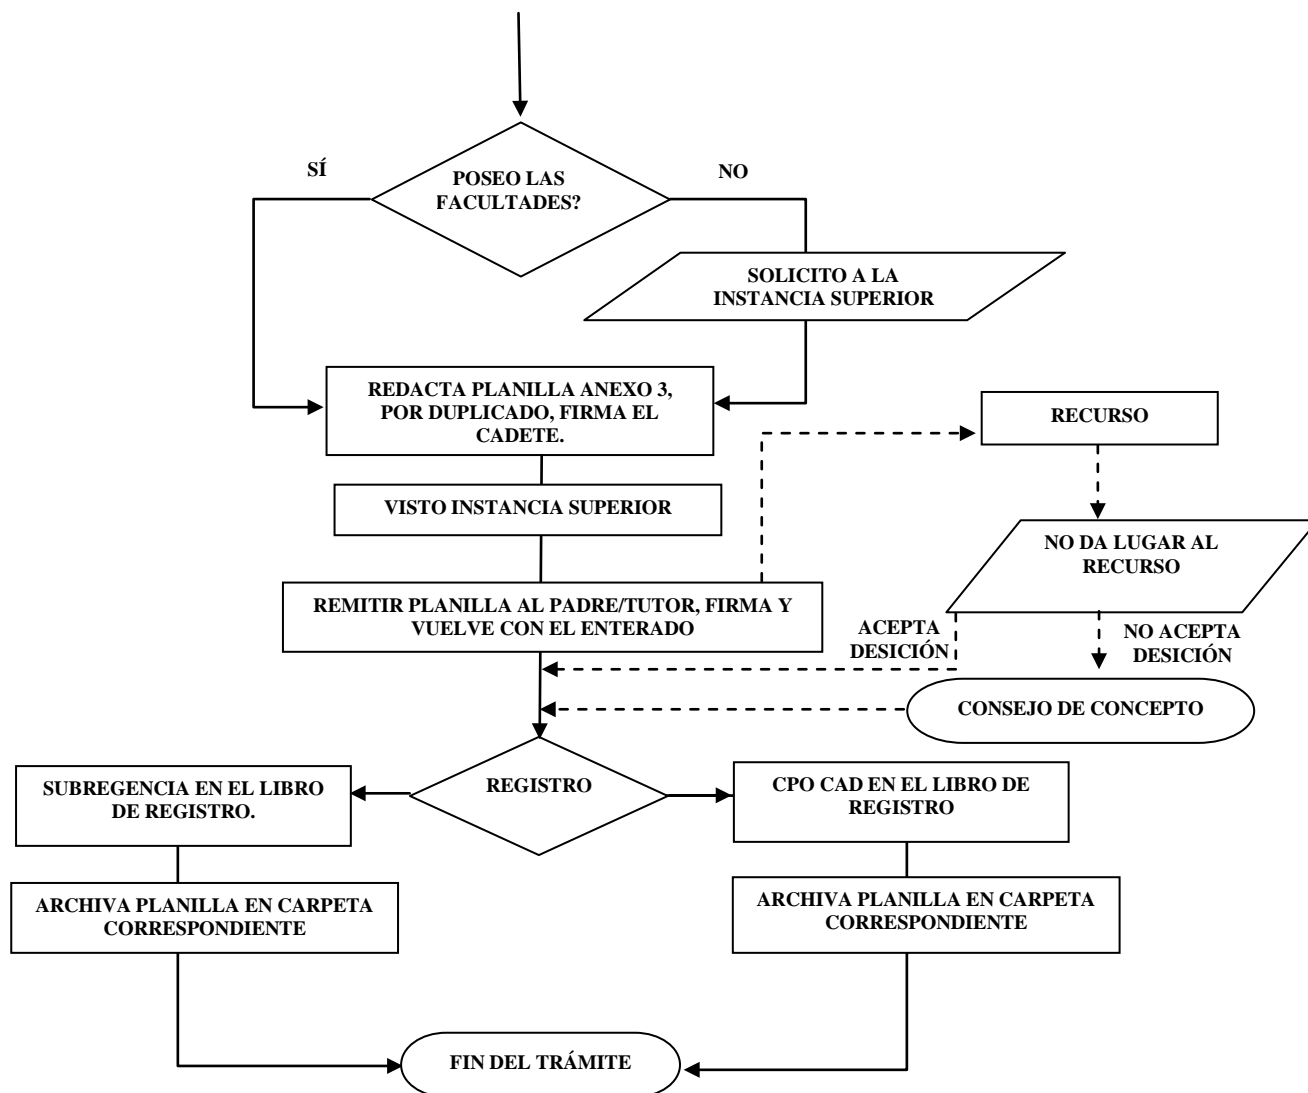 SÍ
POSEO LAS
FACULTADES?
NO
SOLICITO A LA
INSTANCIA SUPERIOR
REDACTA PLANILLA ANEXO 3,
POR DUPLICADO, FIRMA EL
CADETE.
RECURSO
VISTO INSTANCIA SUPERIOR
NO DA LUGAR AL
RECURSO
REMITIR PLANILLA AL PADRE/TUTOR, FIRMA Y
VUELVE CON EL ENTERADO
ACEPTA
DESICIÓN
NO ACEPTA
DESICIÓN
CONSEJO DE CONCEPTO
REGISTRO
SUBREGENCIA EN EL LIBRO
DE REGISTRO.
CPO CAD EN EL LIBRO DE
REGISTRO
ARCHIVA PLANILLA EN CARPETA
CORRESPONDIENTE
ARCHIVA PLANILLA EN CARPETA
CORRESPONDIENTE
FIN DEL TRÁMITE